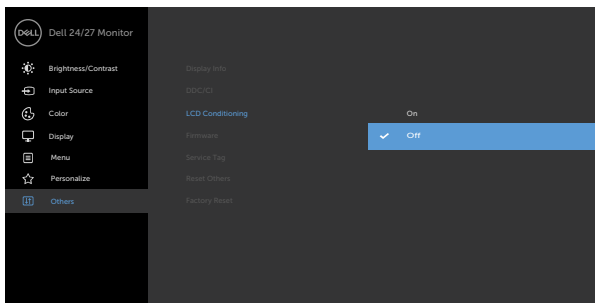 DELL
Dell 24/27 Monitor
Brightness/Contrast
Input Source
Color
Display
Menu
Personalize
Others
Display Info
DDC/CI
LCD Conditioning
Firmware
Service Tag
Reset Others
Factory Reset
On
Off